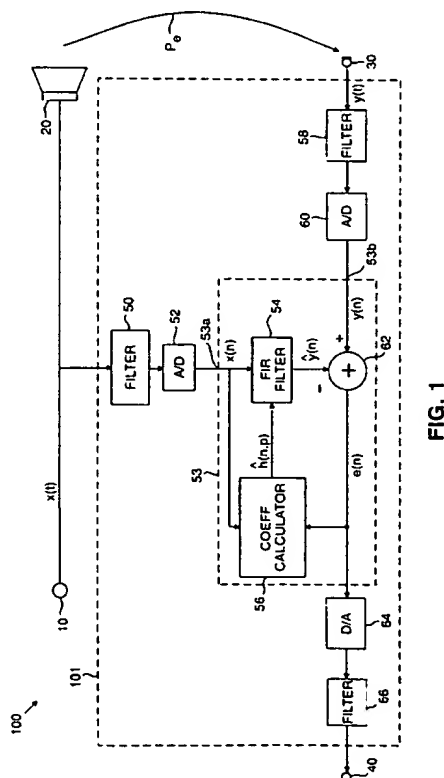 100
101
10
x(t)
20
Pe
30
y(t)
50
FILTER
52
A/D
53a
x(n)
53
54
FIR
FILTER
ŷ(n)
ĥ(n,p)
COEFF
CALCULATOR
56
58
FILTER
60
A/D
53b
y(n)
+
-
+
62
e(n)
D/A
64
FILTER
66
40
FIG. 1